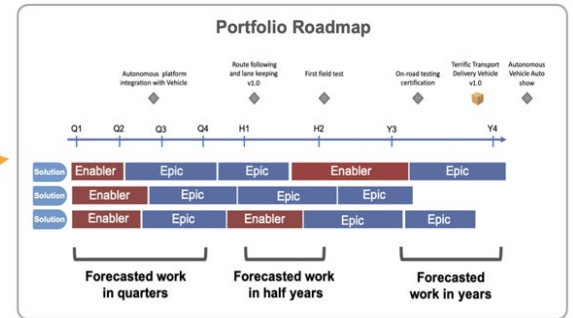 Portfolio Roadmap
Autonomous platform
integration with Vehicle
Route following
and lane keeping
v1.0
First field test
On-road testing
certification
Terrific Transport
Delivery Vehicle
v1.0
Autonomous
Vehicle Auto
show
Q1 Q2 Q3 Q4 H1 H2 Y3 Y4
Solution Enabler Epic Epic Enabler Epic
Solution Enabler Epic Epic Epic
Solution Enabler Epic Enabler Epic Epic
Forecasted work
in quarters
Forecasted work
in half years
Forecasted
work in years